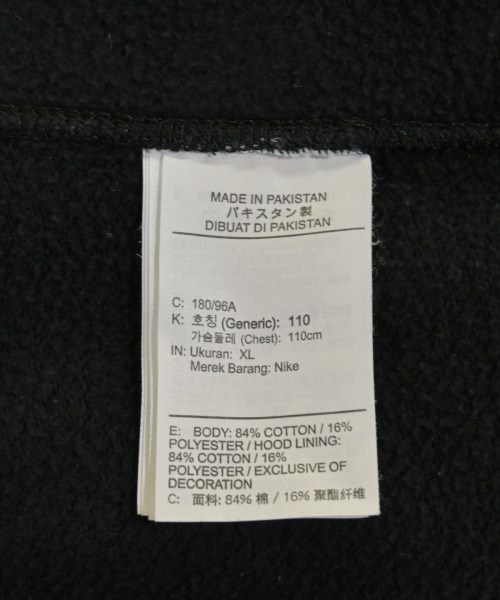 MADE IN PAKISTAN
パキスタン製
DIBUAT DI PAKISTAN
C: 180/96A
K: 호칭 (Generic): 110
가슴둘레 (Chest): 110cm
IN: Ukuran: XL
Merek Barang: Nike
E: BODY: 84% COTTON / 16%
POLYESTER / HOOD LINING:
84% COTTON / 16%
POLYESTER / EXCLUSIVE OF
DECORATION
C: 面料: 84% 棉 / 16% 聚酯纤维